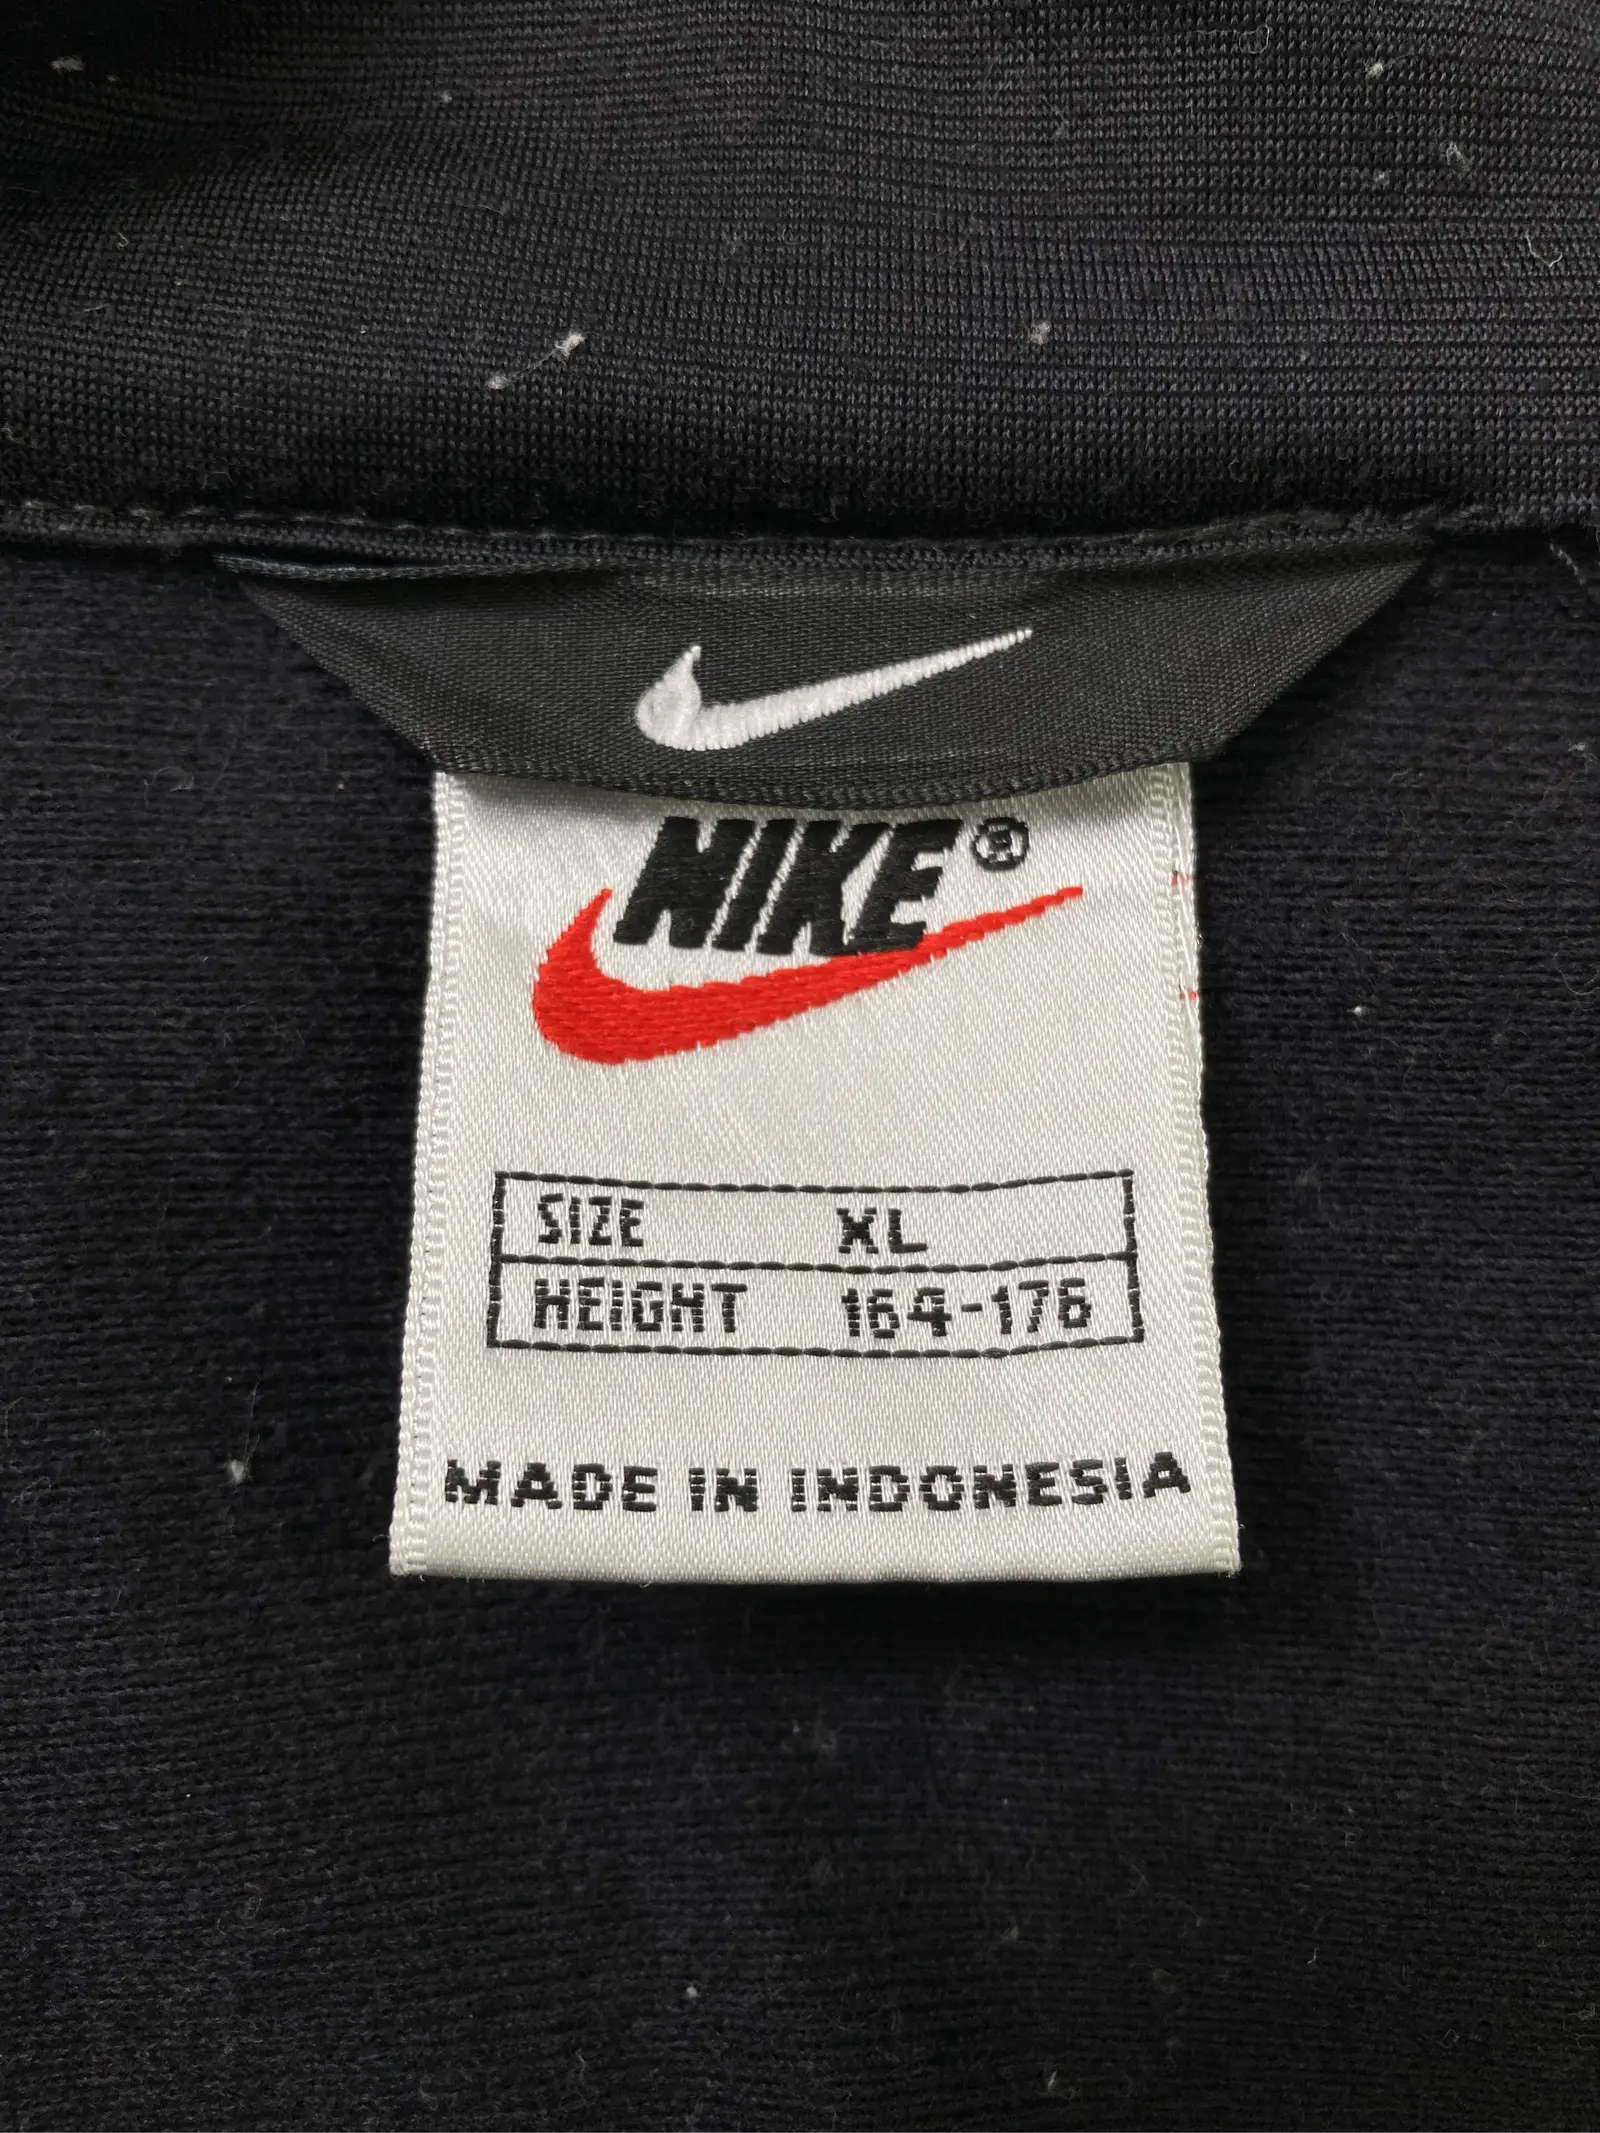 NIKE®
SIZE XL
HEIGHT 164-176
MADE IN INDONESIA